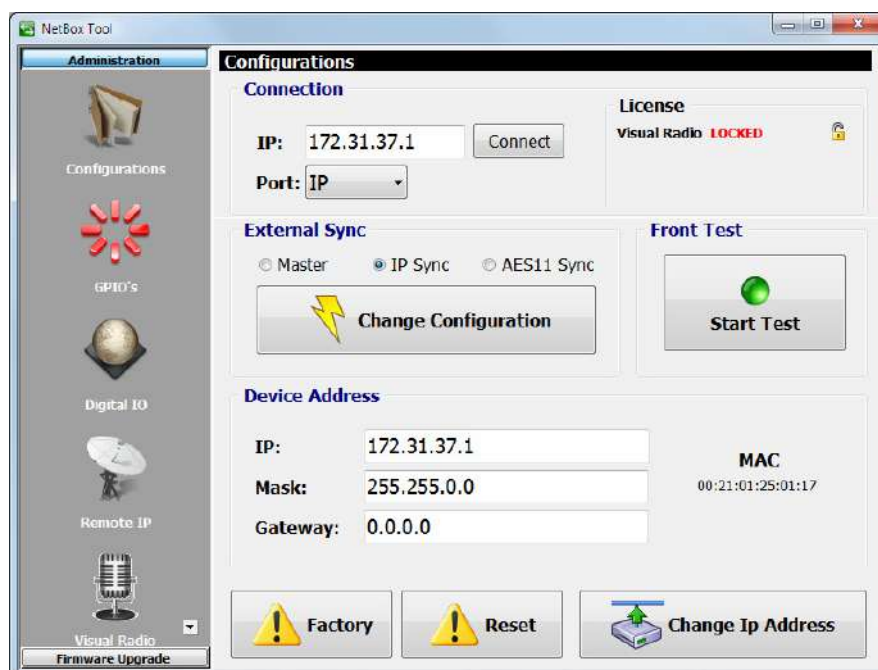 NetBox Tool
Administration
Configurations
GPIO's
Digital IO
Remote IP
Visual Radio
Firmware Upgrade
Configurations
Connection
IP: 172.31.37.1 Connect
Port: IP
License
Visual Radio LOCKED
External Sync
Master IP Sync AES11 Sync
Change Configuration
Front Test
Start Test
Device Address
IP: 172.31.37.1
Mask: 255.255.0.0
Gateway: 0.0.0.0
MAC
00:21:01:25:01:17
Factory Reset Change Ip Address